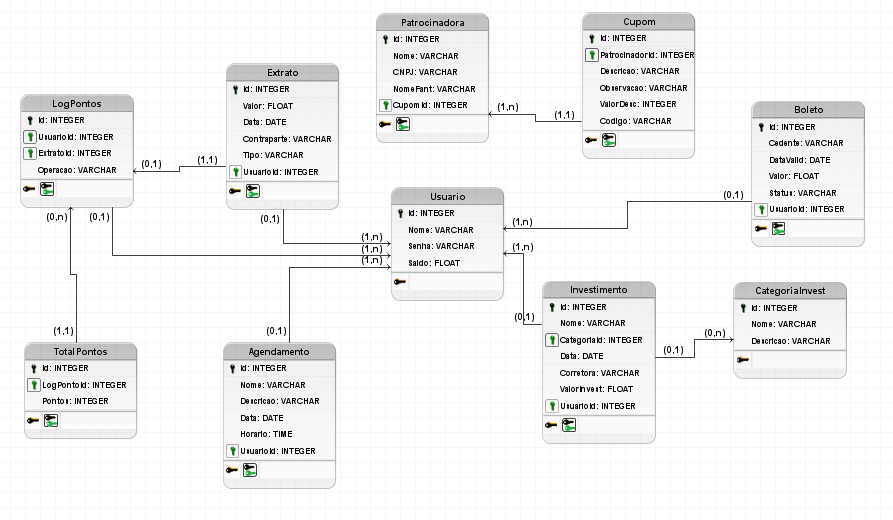 Patrocinadora
Id: INTEGER
Nome: VARCHAR
CNPJ: VARCHAR
NomeFant: VARCHAR
CupomId: INTEGER
Cupom
Id: INTEGER
PatrocinadorId: INTEGER
Descricao: VARCHAR
Observacao: VARCHAR
ValorDesc: INTEGER
Codigo: VARCHAR
(1,n)
(1,1)
Extrato
Id: INTEGER
Valor: FLOAT
Data: DATE
Contraparte: VARCHAR
Tipo: VARCHAR
UsuarioId: INTEGER
LogPontos
Id: INTEGER
UsuarioId: INTEGER
ExtratoId: INTEGER
Operacao: VARCHAR
(0,1)
(1,1)
Boleto
Id: INTEGER
Cedente: VARCHAR
DataValid: DATE
Valor: FLOAT
Status: VARCHAR
UsuarioId: INTEGER
Usuario
Id: INTEGER
Nome: VARCHAR
Senha: VARCHAR
Saldo: FLOAT
(0,1)
(1,n)
(0,n)
(0,1)
(0,1)
(1,n)
(1,n)
(1,n)
(1,n)
Investimento
Id: INTEGER
Nome: VARCHAR
CategoriaId: INTEGER
Data: DATE
Corretora: VARCHAR
ValorInvest: FLOAT
UsuarioId: INTEGER
(0,1)
(0,1)
(0,n)
CategoriaInvest
Id: INTEGER
Nome: VARCHAR
Descricao: VARCHAR
(1,1)
(0,1)
TotalPontos
Id: INTEGER
LogPontoId: INTEGER
Pontos: INTEGER
Agendamento
Id: INTEGER
Nome: VARCHAR
Descricao: VARCHAR
Data: DATE
Horario: TIME
UsuarioId: INTEGER